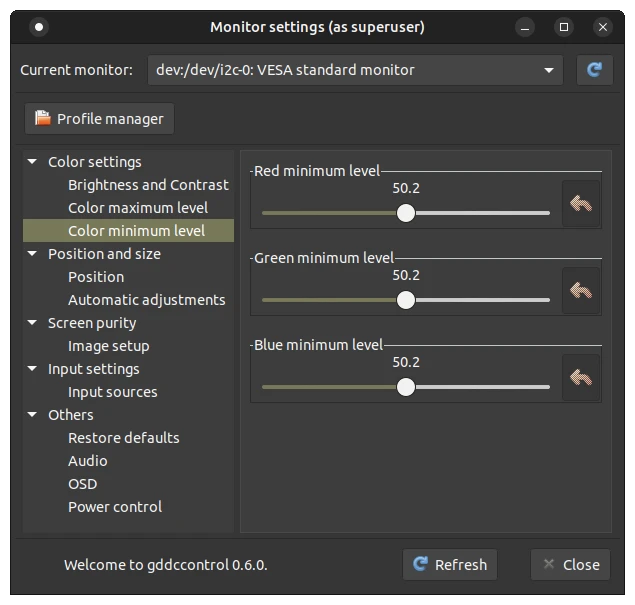 Monitor settings (as superuser)
Current monitor: dev:/dev/i2c-0: VESA standard monitor
Profile manager
Color settings
Brightness and Contrast
Color maximum level
Color minimum level
Position and size
Position
Automatic adjustments
Screen purity
Image setup
Input settings
Input sources
Others
Restore defaults
Audio
OSD
Power control
Red minimum level
50.2
Green minimum level
50.2
Blue minimum level
50.2
Welcome to gddccontrol 0.6.0.
Refresh
Close